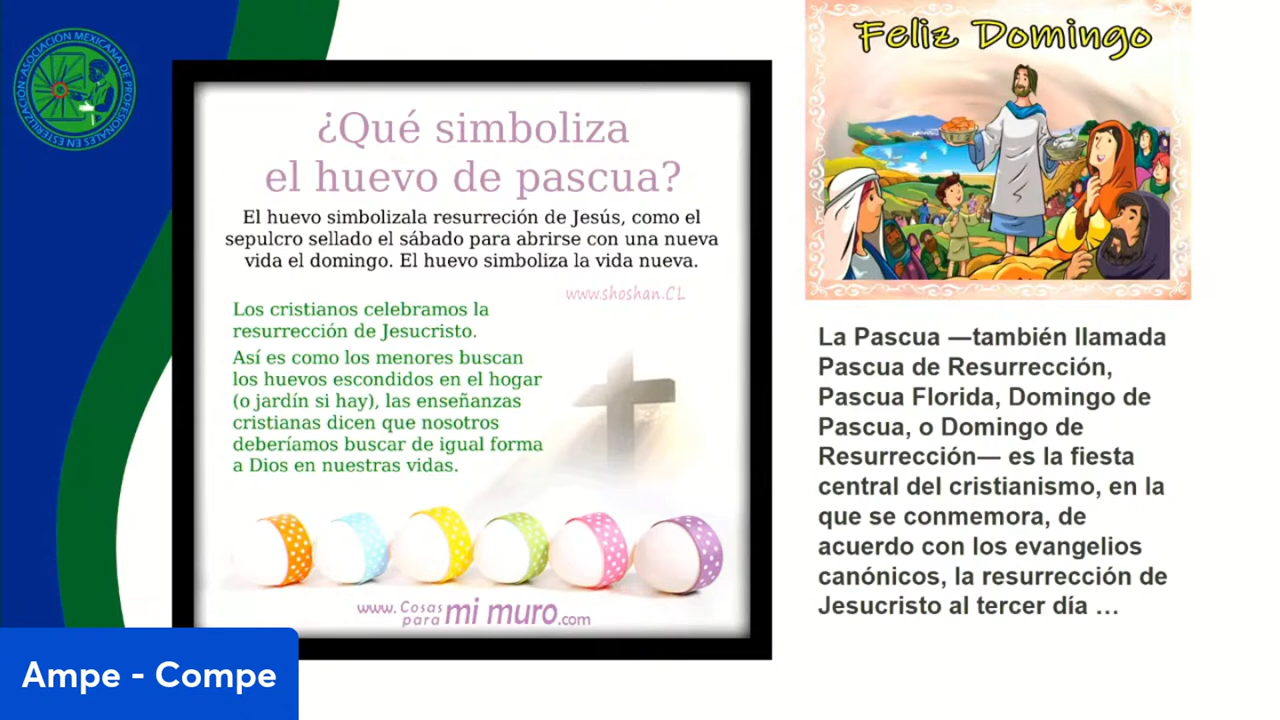 ASOCIACIÓN MEXICANA DE PROFESIONALES EN ESTERILIZACIÓN
¿Qué simboliza
el huevo de pascua?
El huevo simbolizala resurreción de Jesús, como el
sepulcro sellado el sábado para abrirse con una nueva
vida el domingo. El huevo simboliza la vida nueva.
www.shoshan.CL
Los cristianos celebramos la
resurrección de Jesucristo.
Así es como los menores buscan
los huevos escondidos en el hogar
(o jardín si hay), las enseñanzas
cristianas dicen que nosotros
deberíamos buscar de igual forma
a Dios en nuestras vidas.
www. Cosas para mi muro.com
Feliz Domingo
La Pascua —también llamada
Pascua de Resurrección,
Pascua Florida, Domingo de
Pascua, o Domingo de
Resurrección— es la fiesta
central del cristianismo, en la
que se conmemora, de
acuerdo con los evangelios
canónicos, la resurrección de
Jesucristo al tercer día ...
Ampe - Compe